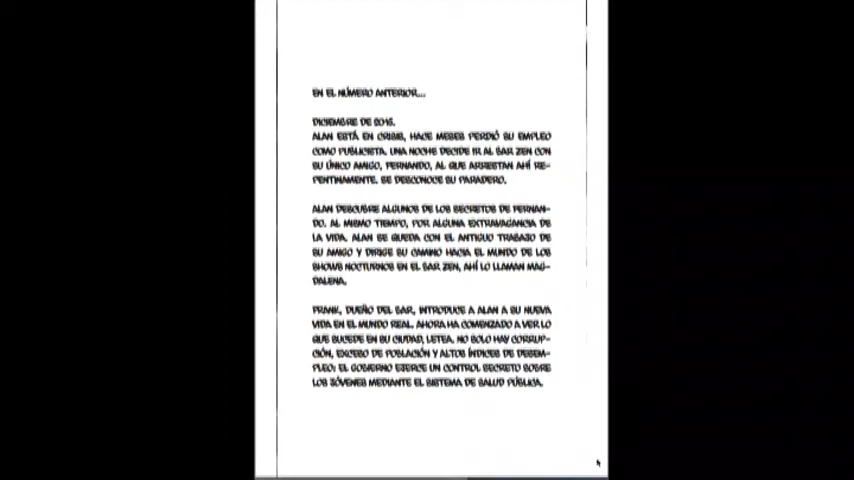 EN EL NÚMERO ANTERIOR...
DICIEMBRE DE 2015.
ALAN ESTÁ EN CRISIS, HACE MESES PERDIÓ SU EMPLEO
COMO PUBLICISTA. UNA NOCHE DECIDE IR AL BAR ZEN CON
SU ÚNICO AMIGO, FERNANDO, AL QUE ARRESTAN AHÍ RE-
PENTINAMENTE. SE DESCONOCE SU PARADERO.
ALAN DESCUBRE ALGUNOS DE LOS SECRETOS DE FERNAN-
DO. AL MISMO TIEMPO, POR ALGUNA EXTRAVAGANCIA DE
LA VIDA, ALAN SE QUEDA CON EL ANTIGUO TRABAJO DE
SU AMIGO Y DIRIGE SU CAMINO HACIA EL MUNDO DE LOS
SHOWS NOCTURNOS EN EL BAR ZEN, AHÍ LO LLAMAN MAG-
DALENA.
FRANK, DUEÑO DEL BAR, INTRODUCE A ALAN A SU NUEVA
VIDA EN EL MUNDO REAL. AHORA HA COMENZADO A VER LO
QUE SUCEDE EN SU CIUDAD, LETEA. NO SOLO HAY CORRUP-
CIÓN, EXCESO DE POBLACIÓN Y ALTOS ÍNDICES DE DESEM-
PLEO; EL GOBIERNO EJERCE UN CONTROL SECRETO SOBRE
LOS JÓVENES MEDIANTE EL SISTEMA DE SALUD PÚBLICA.